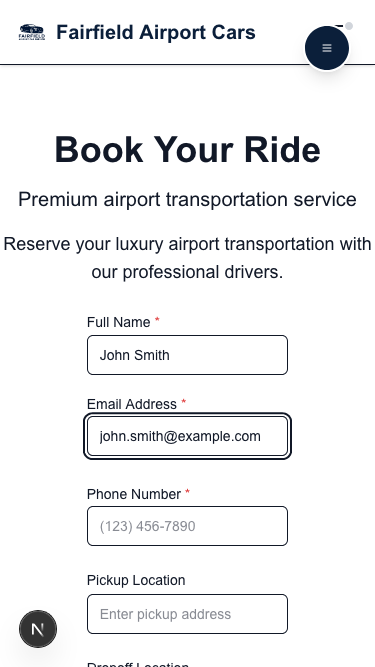 FAIRFIELD
Fairfield Airport Cars
Book Your Ride
Premium airport transportation service
Reserve your luxury airport transportation with
our professional drivers.
Full Name *
John Smith
Email Address *
john.smith@example.com
Phone Number *
(123) 456-7890
Pickup Location
Enter pickup address
Dropoff Location
N